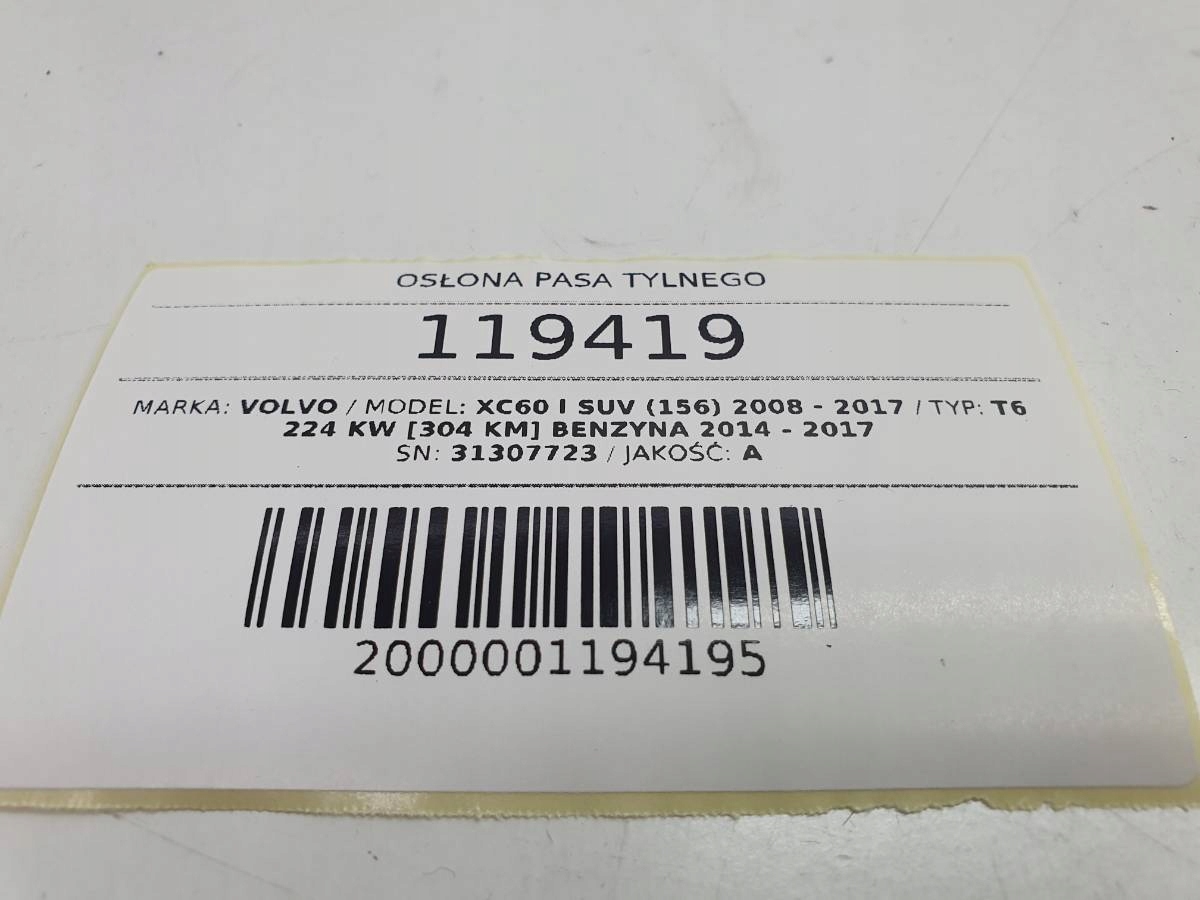 OSŁONA PASA TYLNEGO
119419
MARKA: VOLVO / MODEL: XC60 I SUV (156) 2008 - 2017 / TYP: T6
224 KW [304 KM] BENZYNA 2014 - 2017
SN: 31307723 / JAKOŚĆ: A
2000001194195